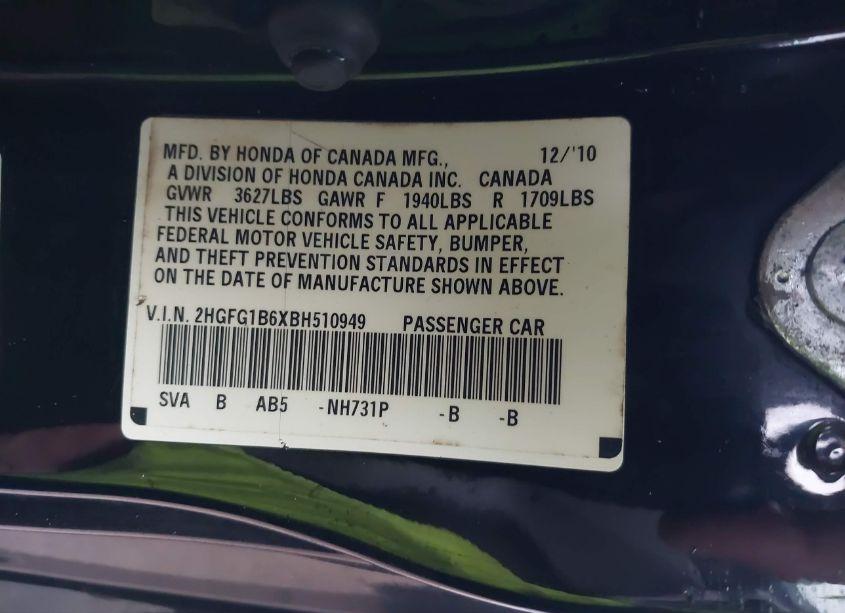 MFD. BY HONDA OF CANADA MFG., 12/'10
A DIVISION OF HONDA CANADA INC. CANADA
GVWR 3627LBS GAWR F 1940LBS R 1709LBS
THIS VEHICLE CONFORMS TO ALL APPLICABLE
FEDERAL MOTOR VEHICLE SAFETY, BUMPER,
AND THEFT PREVENTION STANDARDS IN EFFECT
ON THE DATE OF MANUFACTURE SHOWN ABOVE.
V.I.N. 2HGFG1B6XBH510949 PASSENGER CAR
SVA B AB5 -NH731P -B -B